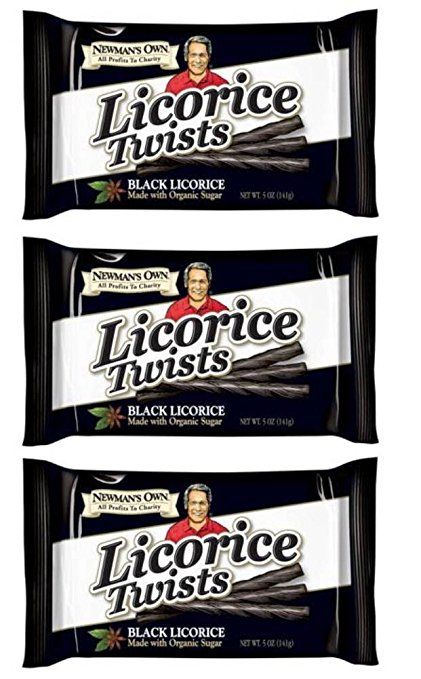 NEWMAN'S OWN
All Profits To Charity
Licorice
Twists
BLACK LICORICE
Made with Organic Sugar
NET WT. 5 OZ (141g)
NEWMAN'S OWN
All Profits To Charity
Licorice
Twists
BLACK LICORICE
Made with Organic Sugar
NET WT. 5 OZ (141g)
NEWMAN'S OWN
All Profits To Charity
Licorice
Twists
BLACK LICORICE
Made with Organic Sugar
NET WT. 5 OZ (141g)